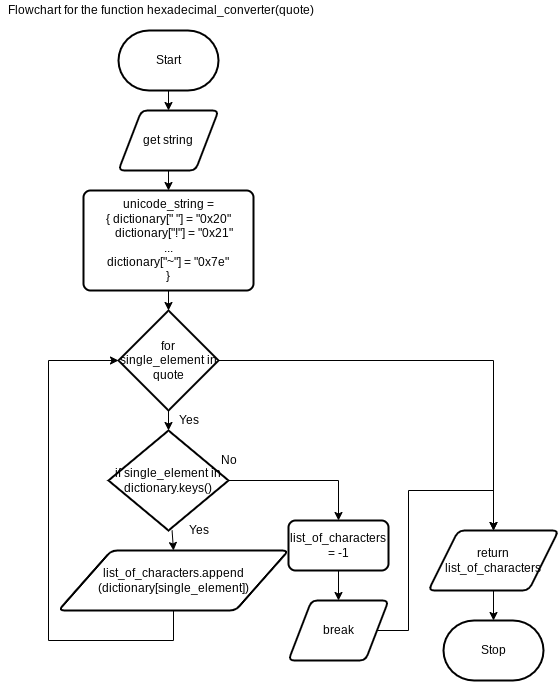 Flowchart for the function hexadecimal_converter(quote)
Start
get string
unicode_string =
{ dictionary[" "] = "0x20"
dictionary["!"] = "0x21"
...
dictionary["~"] = "0x7e"
}
for
single_element in
quote
Yes
if single_element in
dictionary.keys()
No
Yes
list_of_characters.append
(dictionary[single_element])
list_of_characters
= -1
break
return
list_of_characters
Stop